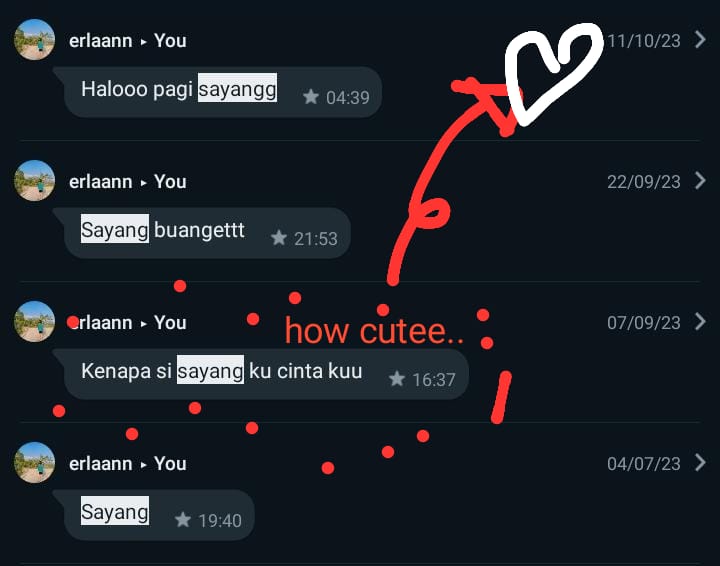 erlaann ▸ You 11/10/23
Halooo pagi sayangg 04:39
erlaann ▸ You 22/09/23
Sayang buangettt 21:53
erlaann ▸ You 07/09/23
how cutee..
Kenapa si sayang ku cinta kuu 16:37
erlaann ▸ You 04/07/23
Sayang 19:40